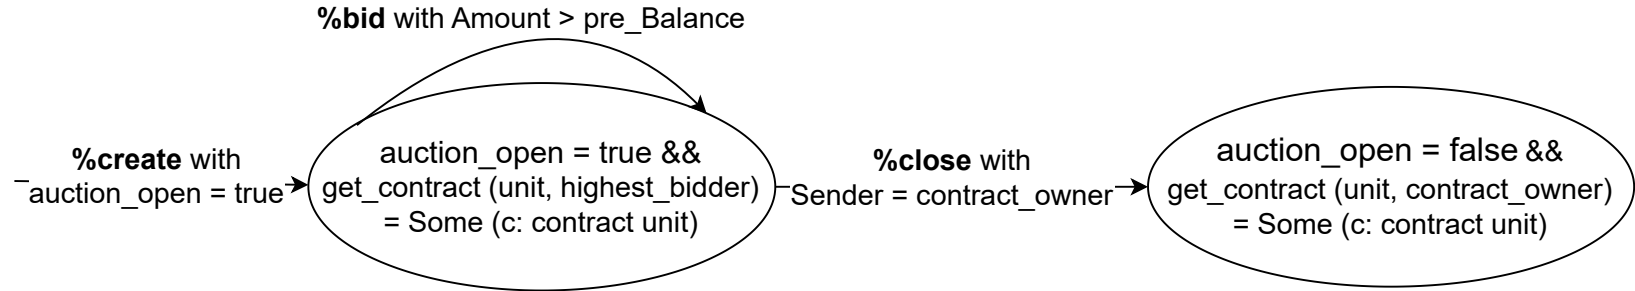 %bid with Amount > pre_Balance
%create with
auction_open = true
auction_open = true &&
get_contract (unit, highest_bidder)
= Some (c: contract unit)
%close with
Sender = contract_owner
auction_open = false &&
get_contract (unit, contract_owner)
= Some (c: contract unit)